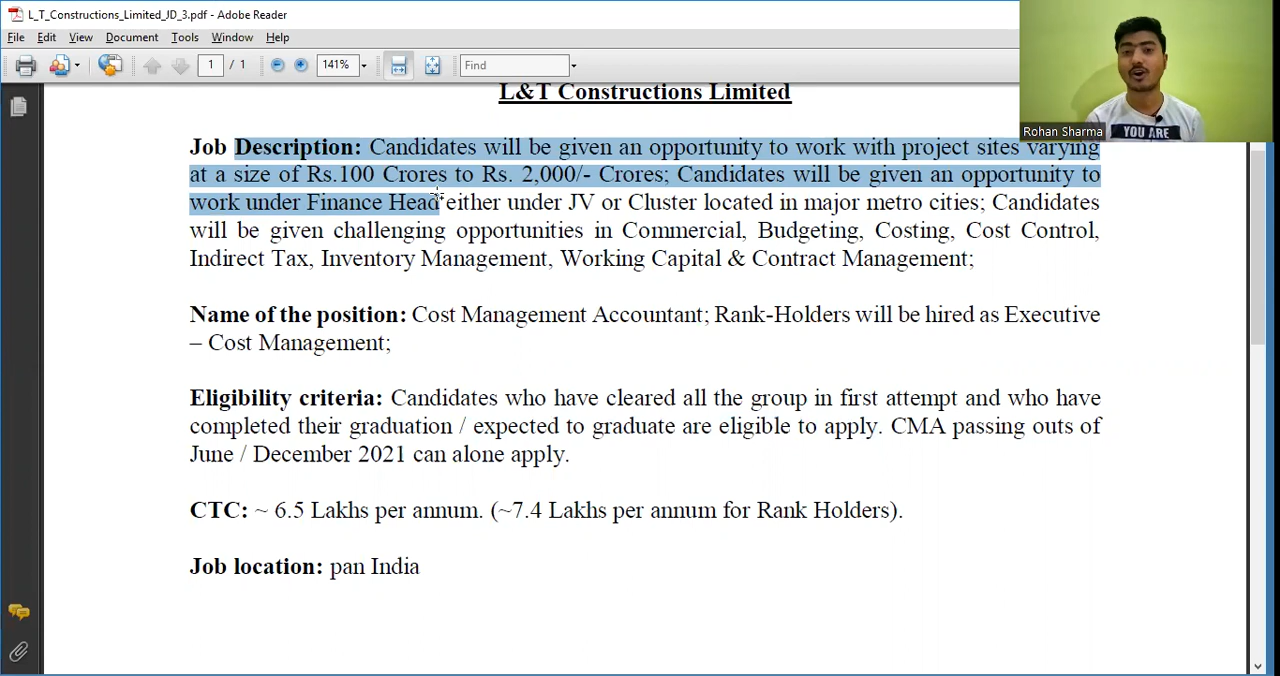 L_T_Constructions_Limited_JD_3.pdf - Adobe Reader
File Edit View Document Tools Window Help
1 / 1 141% Find
L&T Constructions Limited
Job Description: Candidates will be given an opportunity to work with project sites varying
at a size of Rs.100 Crores to Rs. 2,000/- Crores; Candidates will be given an opportunity to
work under Finance Head either under JV or Cluster located in major metro cities; Candidates
will be given challenging opportunities in Commercial, Budgeting, Costing, Cost Control,
Indirect Tax, Inventory Management, Working Capital & Contract Management;
Name of the position: Cost Management Accountant; Rank-Holders will be hired as Executive
– Cost Management;
Eligibility criteria: Candidates who have cleared all the group in first attempt and who have
completed their graduation / expected to graduate are eligible to apply. CMA passing outs of
June / December 2021 can alone apply.
CTC: ~ 6.5 Lakhs per annum. (~7.4 Lakhs per annum for Rank Holders).
Job location: pan India
Rohan Sharma
YOU ARE